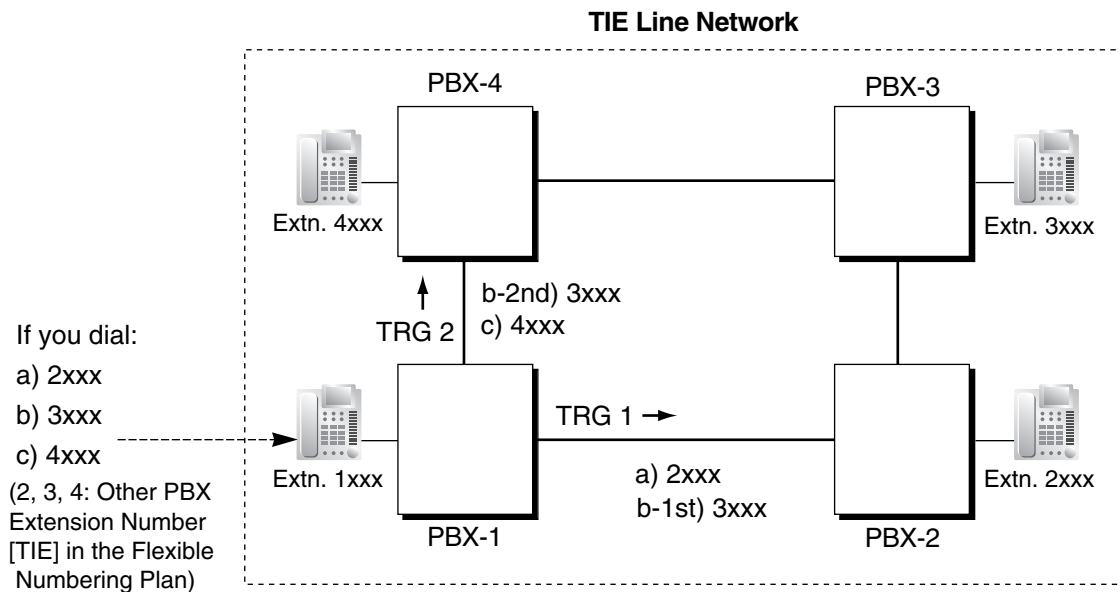 TIE Line Network
PBX-4
PBX-3
Extn. 4xxx
Extn. 3xxx
b-2nd) 3xxx
c) 4xxx
TRG 2
If you dial:
a) 2xxx
b) 3xxx
c) 4xxx
(2, 3, 4: Other PBX
Extension Number
[TIE] in the Flexible
Numbering Plan)
TRG 1
Extn. 1xxx
a) 2xxx
b-1st) 3xxx
Extn. 2xxx
PBX-1
PBX-2